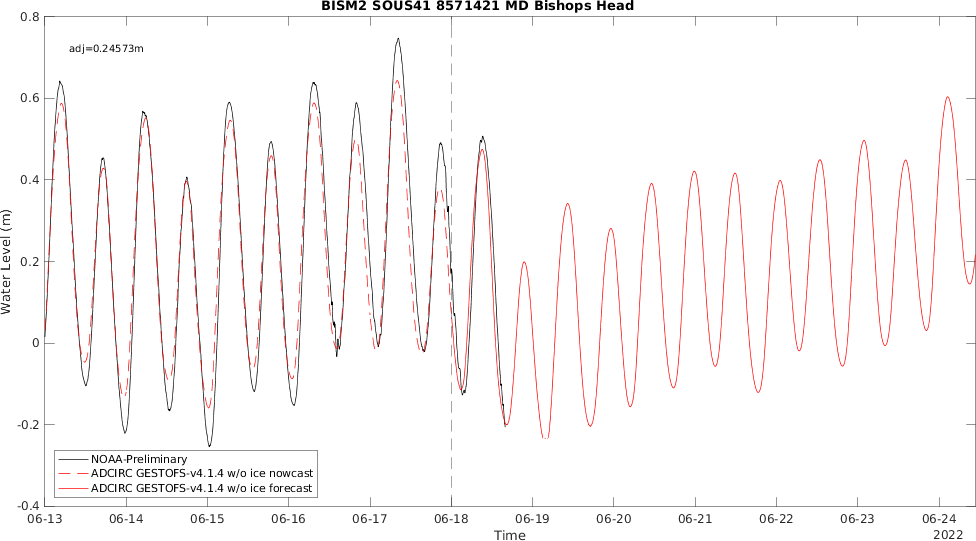 BISM2 SOUS41 8571421 MD Bishops Head
adj=0.24573m
0.8
0.6
0.4
0.2
0
-0.2
-0.4
Water Level (m)
NOAA-Preliminary
ADCIRC GESTOFS-v4.1.4 w/o ice nowcast
ADCIRC GESTOFS-v4.1.4 w/o ice forecast
06-13 06-14 06-15 06-16 06-17 06-18 06-19 06-20 06-21 06-22 06-23 06-24
Time
2022